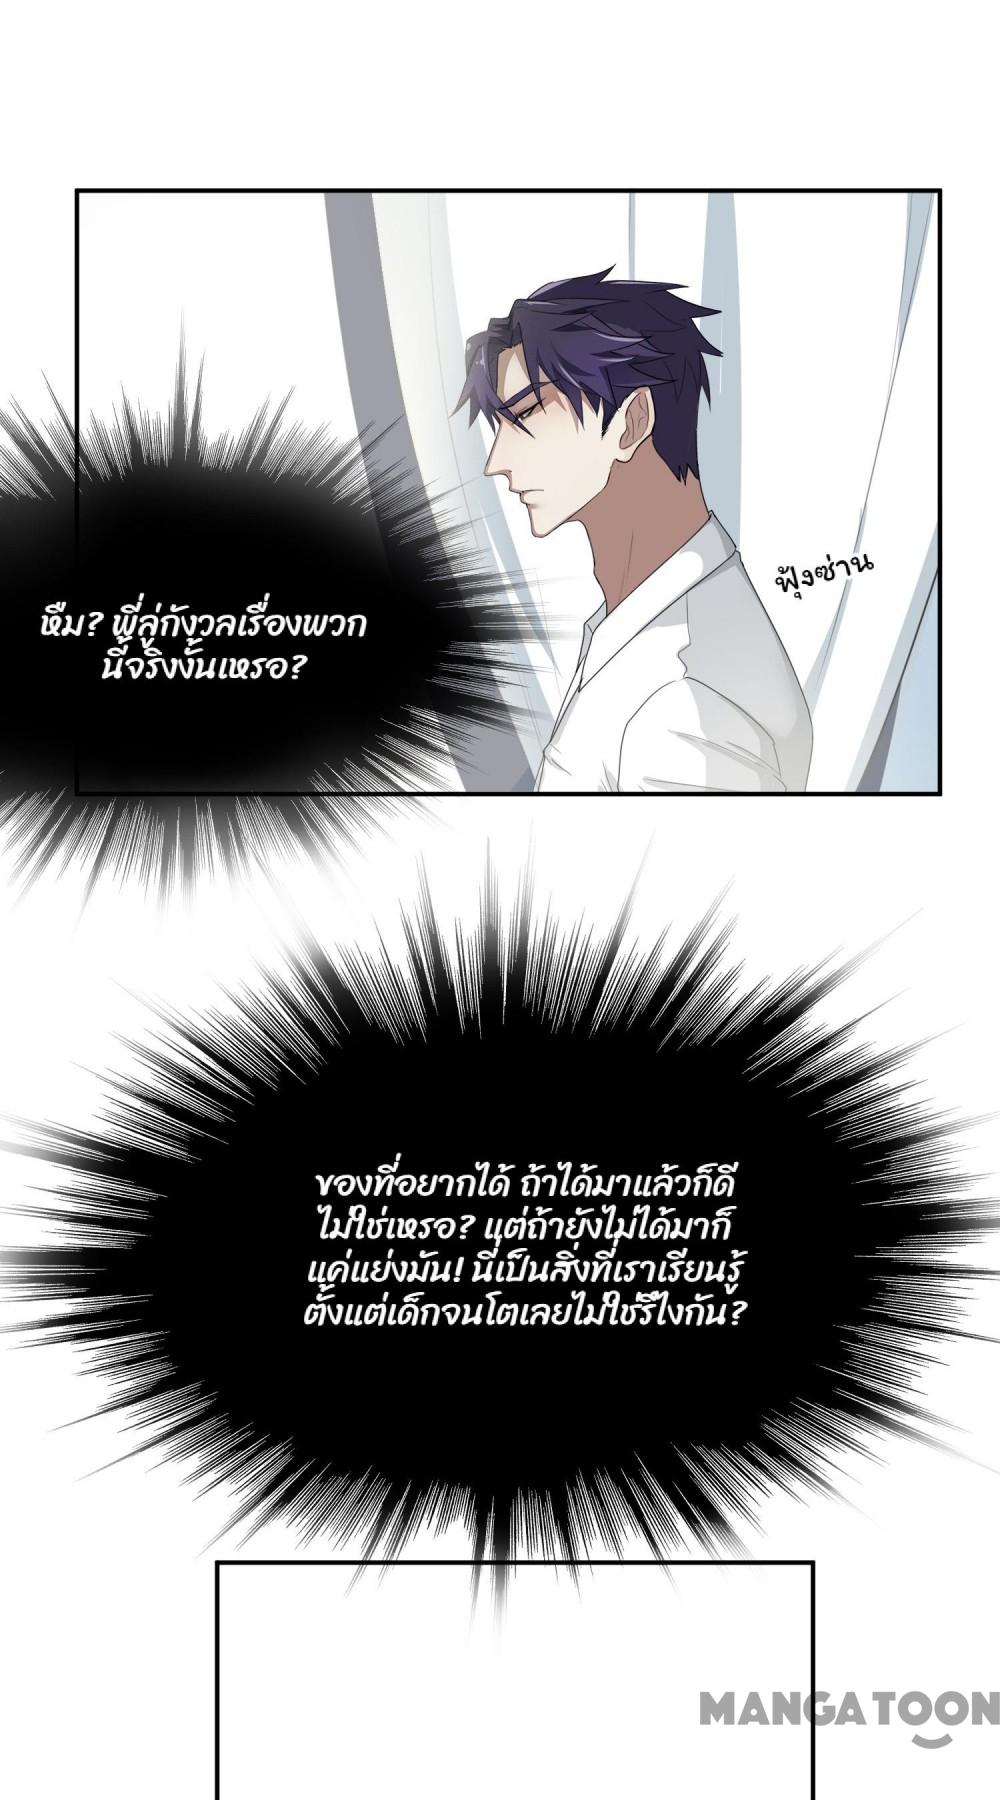 ฟุ้งซ่าน
หืม? พี่ลู่กังวลเรื่องพวก
นี้จริงงั้นเหรอ?
ของที่อยากได้ ถ้าได้มาแล้วก็ดี
ไม่ใช่เหรอ? แต่ถ้ายังไม่ได้มาก็
แค่แย่งมัน! นี่เป็นสิ่งที่เราเรียนรู้
ตั้งแต่เด็กจนโตเลยไม่ใช่รึไงกัน?
MANGATOON